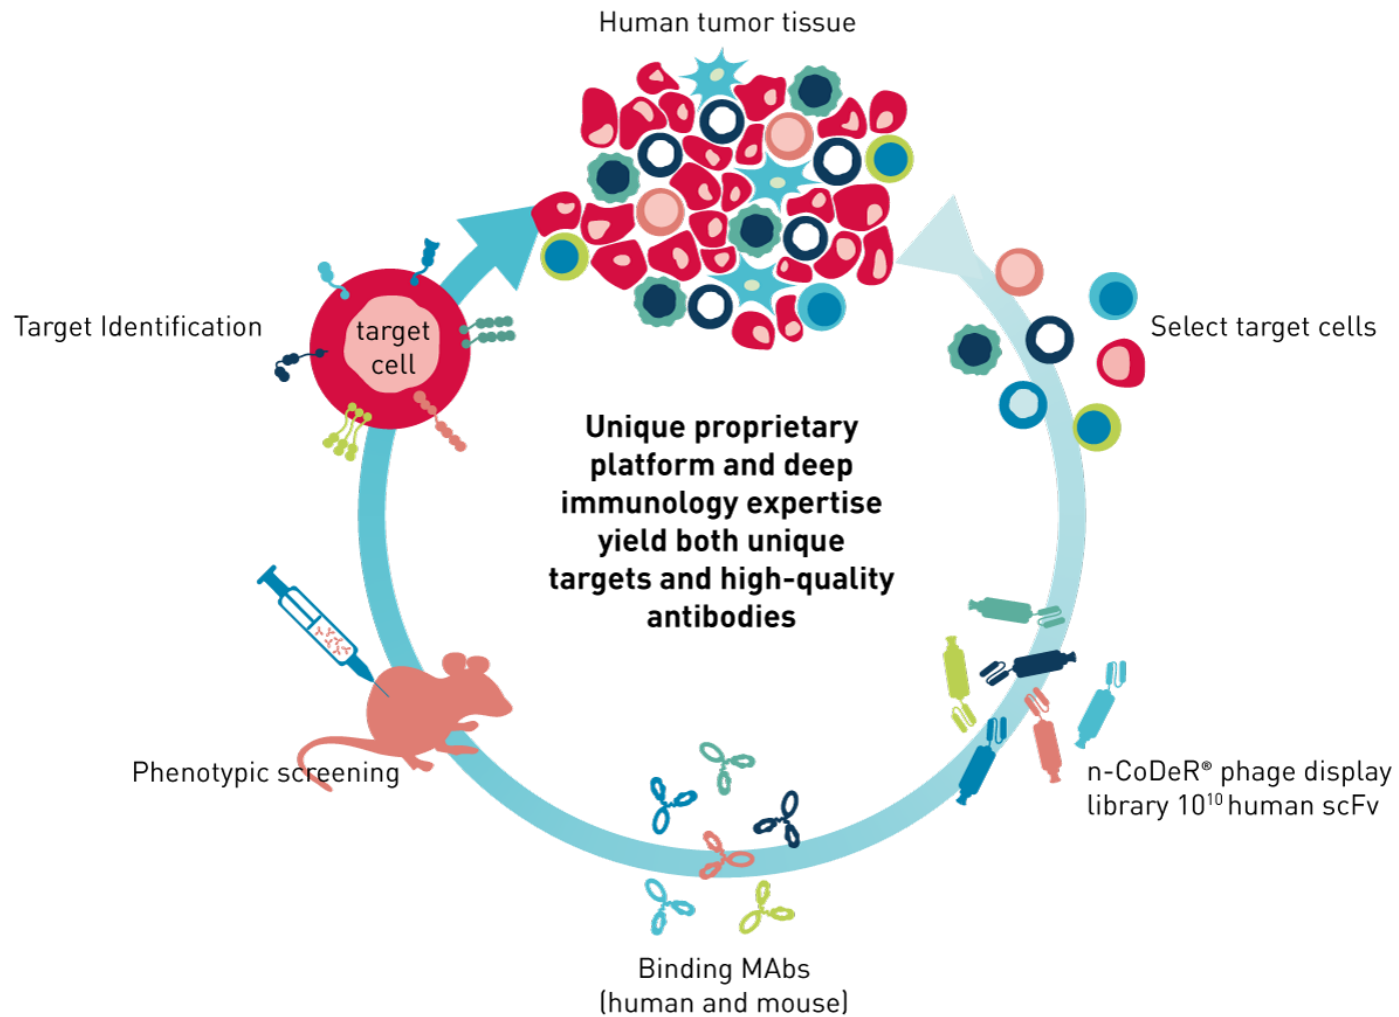 Human tumor tissue
Target Identification
target
cell
Select target cells
Unique proprietary
platform and deep
immunology expertise
yield both unique
targets and high-quality
antibodies
Phenotypic screening
n-CoDeR® phage display
library 10¹⁰ human scFv
Binding MAbs
(human and mouse)